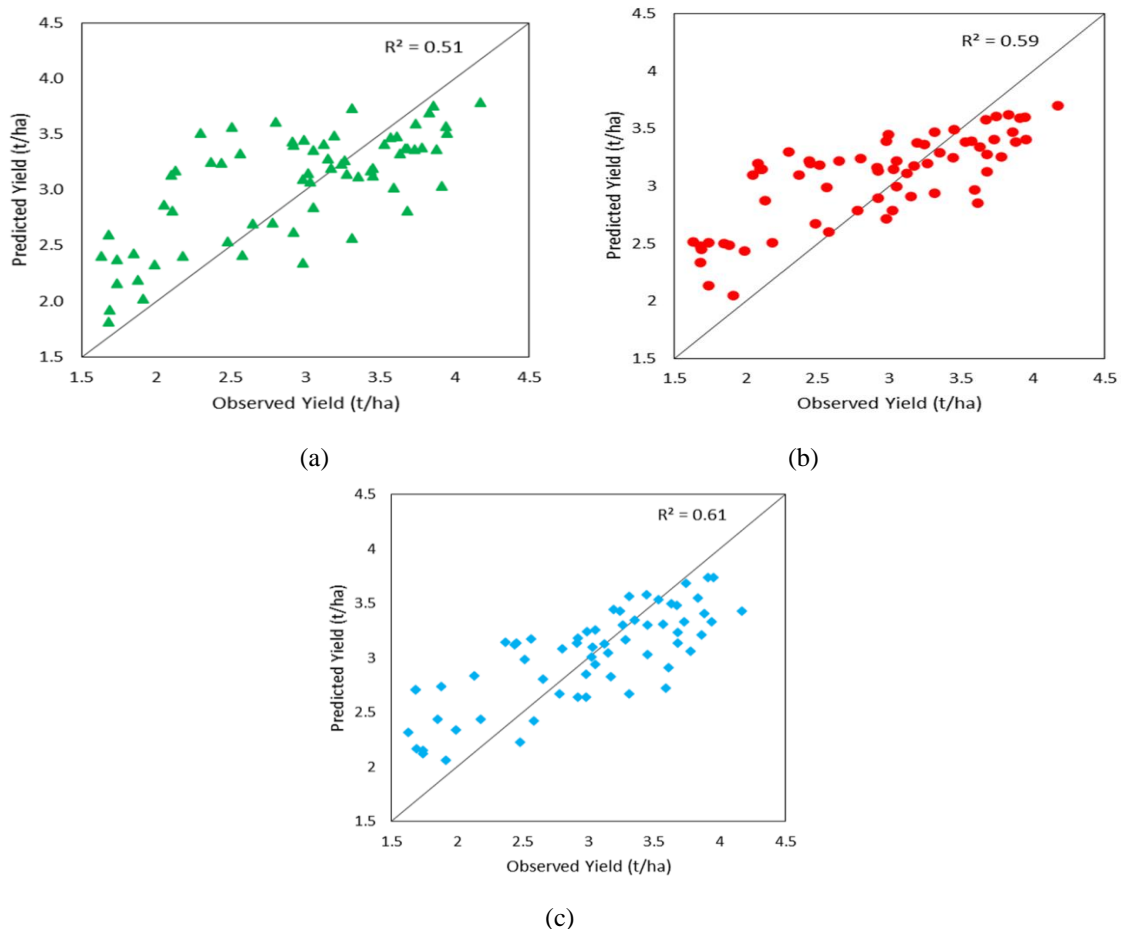 4.5
R² = 0.51
4.0
3.5
3.0
2.5
2.0
1.5
Predicted Yield (t/ha)
1.5 2 2.5 3 3.5 4 4.5
Observed Yield (t/ha)
(a)
4.5
R² = 0.59
4
3.5
3
2.5
2
1.5
Predicted Yield (t/ha)
1.5 2 2.5 3 3.5 4 4.5
Observed Yield (t/ha)
(b)
4.5
R² = 0.61
4
3.5
3
2.5
2
1.5
Predicted Yield (t/ha)
1.5 2 2.5 3 3.5 4 4.5
Observed Yield (t/ha)
(c)